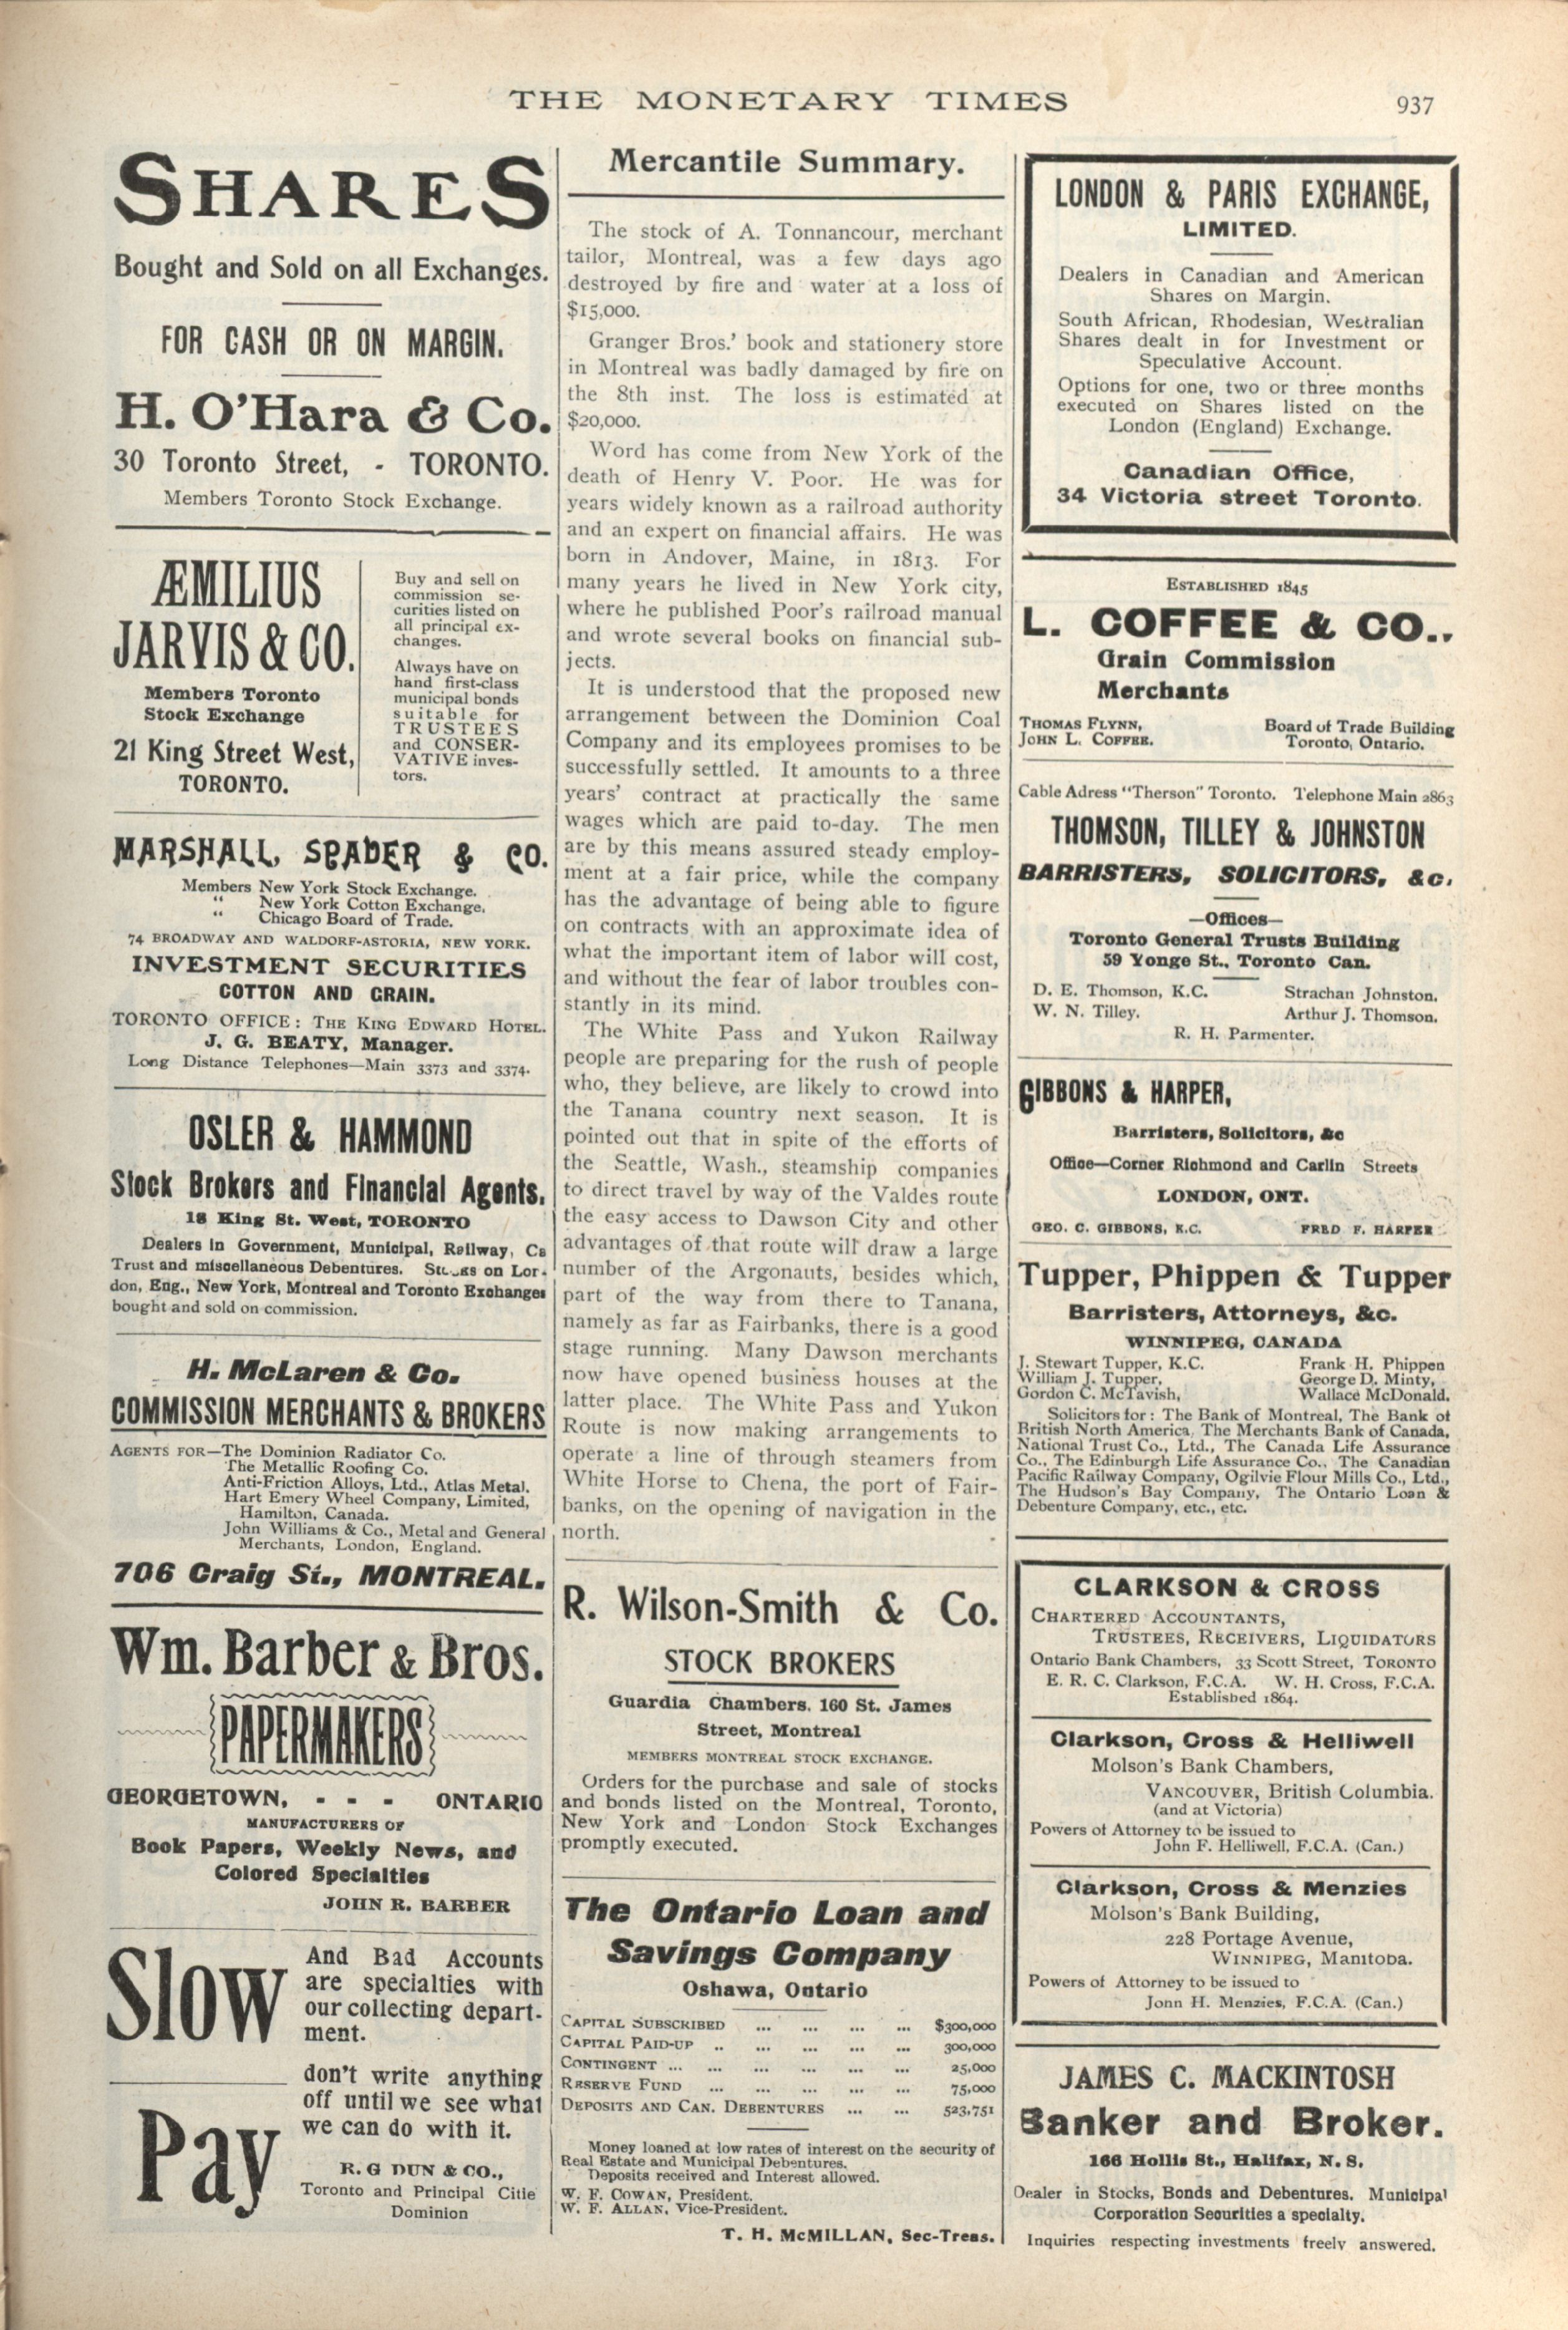 THE MONETARY TIMES
937
SHARES
Bought and Sold on all Exchanges.
FOR CASH OR ON MARGIN.
H. O'Hara & Co.
30 Toronto Street, - TORONTO.
Members Toronto Stock Exchange.
ÆMILIUS
JARVIS & CO.
Members Toronto
Stock Exchange
21 King Street West,
TORONTO.
Buy and sell on
commission se-
curities listed on
all principal ex-
changes.
Always have on
hand first-class
municipal bonds
suitable for
TRUSTEES
and CONSER-
VATIVE inves-
tors.
MARSHALL, SPADER & CO.
Members New York Stock Exchange.
" New York Cotton Exchange,
" Chicago Board of Trade.
74 BROADWAY AND WALDORF-ASTORIA, NEW YORK.
INVESTMENT SECURITIES
COTTON AND GRAIN.
TORONTO OFFICE: THE KING EDWARD HOTEL.
J. G. BEATY, Manager.
Long Distance Telephones—Main 3373 and 3374.
OSLER & HAMMOND
Stock Brokers and Financial Agents,
18 King St. West, TORONTO
Dealers in Government, Municipal, Railway, Ca
Trust and miscellaneous Debentures. Stocks on Lon-
don, Eng., New York, Montreal and Toronto Exchanges
bought and sold on commission.
H. McLaren & Co.
COMMISSION MERCHANTS & BROKERS
AGENTS FOR—The Dominion Radiator Co.
The Metallic Roofing Co.
Anti-Friction Alloys, Ltd., Atlas Metal.
Hart Emery Wheel Company, Limited,
Hamilton, Canada.
John Williams & Co., Metal and General
Merchants, London, England.
706 Craig St., MONTREAL.
Wm. Barber & Bros.
PAPERMAKERS
GEORGETOWN, - - - ONTARIO
MANUFACTURERS OF
Book Papers, Weekly News, and
Colored Specialties
JOHN R. BARBER
Slow
And Bad Accounts
are specialties with
our collecting depart-
ment.
Pay
don't write anything
off until we see what
we can do with it.
R. G DUN & CO.,
Toronto and Principal Citie
Dominion
Mercantile Summary.
The stock of A. Tonnancour, merchant
tailor, Montreal, was a few days ago
destroyed by fire and water at a loss of
$15,000.
Granger Bros.' book and stationery store
in Montreal was badly damaged by fire on
the 8th inst. The loss is estimated at
$20,000.
Word has come from New York of the
death of Henry V. Poor. He was for
years widely known as a railroad authority
and an expert on financial affairs. He was
born in Andover, Maine, in 1813. For
many years he lived in New York city,
where he published Poor's railroad manual
and wrote several books on financial sub-
jects.
It is understood that the proposed new
arrangement between the Dominion Coal
Company and its employees promises to be
successfully settled. It amounts to a three
years' contract at practically the same
wages which are paid to-day. The men
are by this means assured steady employ-
ment at a fair price, while the company
has the advantage of being able to figure
on contracts with an approximate idea of
what the important item of labor will cost,
and without the fear of labor troubles con-
stantly in its mind.
The White Pass and Yukon Railway
people are preparing for the rush of people
who, they believe, are likely to crowd into
the Tanana country next season. It is
pointed out that in spite of the efforts of
the Seattle, Wash., steamship companies
to direct travel by way of the Valdes route
the easy access to Dawson City and other
advantages of that route will draw a large
number of the Argonauts, besides which,
part of the way from there to Tanana,
namely as far as Fairbanks, there is a good
stage running. Many Dawson merchants
now have opened business houses at the
latter place. The White Pass and Yukon
Route is now making arrangements to
operate a line of through steamers from
White Horse to Chena, the port of Fair-
banks, on the opening of navigation in the
north.
R. Wilson-Smith & Co.
STOCK BROKERS
Guardia Chambers, 160 St. James
Street, Montreal
MEMBERS MONTREAL STOCK EXCHANGE.
Orders for the purchase and sale of stocks
and bonds listed on the Montreal, Toronto,
New York and London Stock Exchanges
promptly executed.
The Ontario Loan and
Savings Company
Oshawa, Ontario
CAPITAL SUBSCRIBED ... ... ... ... $300,000
CAPITAL PAID-UP .. ... ... ... ... 300,000
CONTINGENT ... ... ... ... ... ... 25,000
RESERVE FUND ... ... ... ... ... 75,000
DEPOSITS AND CAN. DEBENTURES ... ... 523,751
Money loaned at low rates of interest on the security of
Real Estate and Municipal Debentures.
Deposits received and Interest allowed.
W. F. COWAN, President.
W. F. ALLAN, Vice-President.
T. H. McMILLAN, Sec-Treas.
LONDON & PARIS EXCHANGE,
LIMITED.
Dealers in Canadian and American
Shares on Margin.
South African, Rhodesian, Westralian
Shares dealt in for Investment or
Speculative Account.
Options for one, two or three months
executed on Shares listed on the
London (England) Exchange.
Canadian Office,
34 Victoria street Toronto.
ESTABLISHED 1845
L. COFFEE & CO.,
Grain Commission
Merchants
THOMAS FLYNN,
JOHN L. COFFEE.
Board of Trade Building
Toronto, Ontario.
Cable Adress "Therson" Toronto. Telephone Main 2863
THOMSON, TILLEY & JOHNSTON
BARRISTERS, SOLICITORS, &c.
—Offices—
Toronto General Trusts Building
59 Yonge St., Toronto Can.
D. E. Thomson, K.C. Strachan Johnston.
W. N. Tilley. Arthur J. Thomson.
R. H. Parmenter.
GIBBONS & HARPER,
Barristers, Solicitors, &c
Office—Corner Richmond and Carlin Streets
LONDON, ONT.
GEO. C. GIBBONS, K.C. FRED F. HARPER
Tupper, Phippen & Tupper
Barristers, Attorneys, &c.
WINNIPEG, CANADA
J. Stewart Tupper, K.C. Frank H. Phippen
William J. Tupper, George D. Minty,
Gordon C. McTavish, Wallace McDonald.
Solicitors for: The Bank of Montreal, The Bank of
British North America, The Merchants Bank of Canada,
National Trust Co., Ltd., The Canada Life Assurance
Co., The Edinburgh Life Assurance Co., The Canadian
Pacific Railway Company, Ogilvie Flour Mills Co., Ltd.,
The Hudson's Bay Company, The Ontario Loan &
Debenture Company, etc., etc.
CLARKSON & CROSS
CHARTERED ACCOUNTANTS,
TRUSTEES, RECEIVERS, LIQUIDATORS
Ontario Bank Chambers, 33 Scott Street, TORONTO
E. R. C. Clarkson, F.C.A. W. H. Cross, F.C.A.
Established 1864.
Clarkson, Cross & Helliwell
Molson's Bank Chambers,
VANCOUVER, British Columbia.
(and at Victoria)
Powers of Attorney to be issued to
John F. Helliwell, F.C.A. (Can.)
Clarkson, Cross & Menzies
Molson's Bank Building,
228 Portage Avenue,
WINNIPEG, Manitoba.
Powers of Attorney to be issued to
John H. Menzies, F.C.A. (Can.)
JAMES C. MACKINTOSH
Banker and Broker.
166 Hollis St., Halifax, N. S.
Dealer in Stocks, Bonds and Debentures. Municipal
Corporation Securities a specialty.
Inquiries respecting investments freely answered.